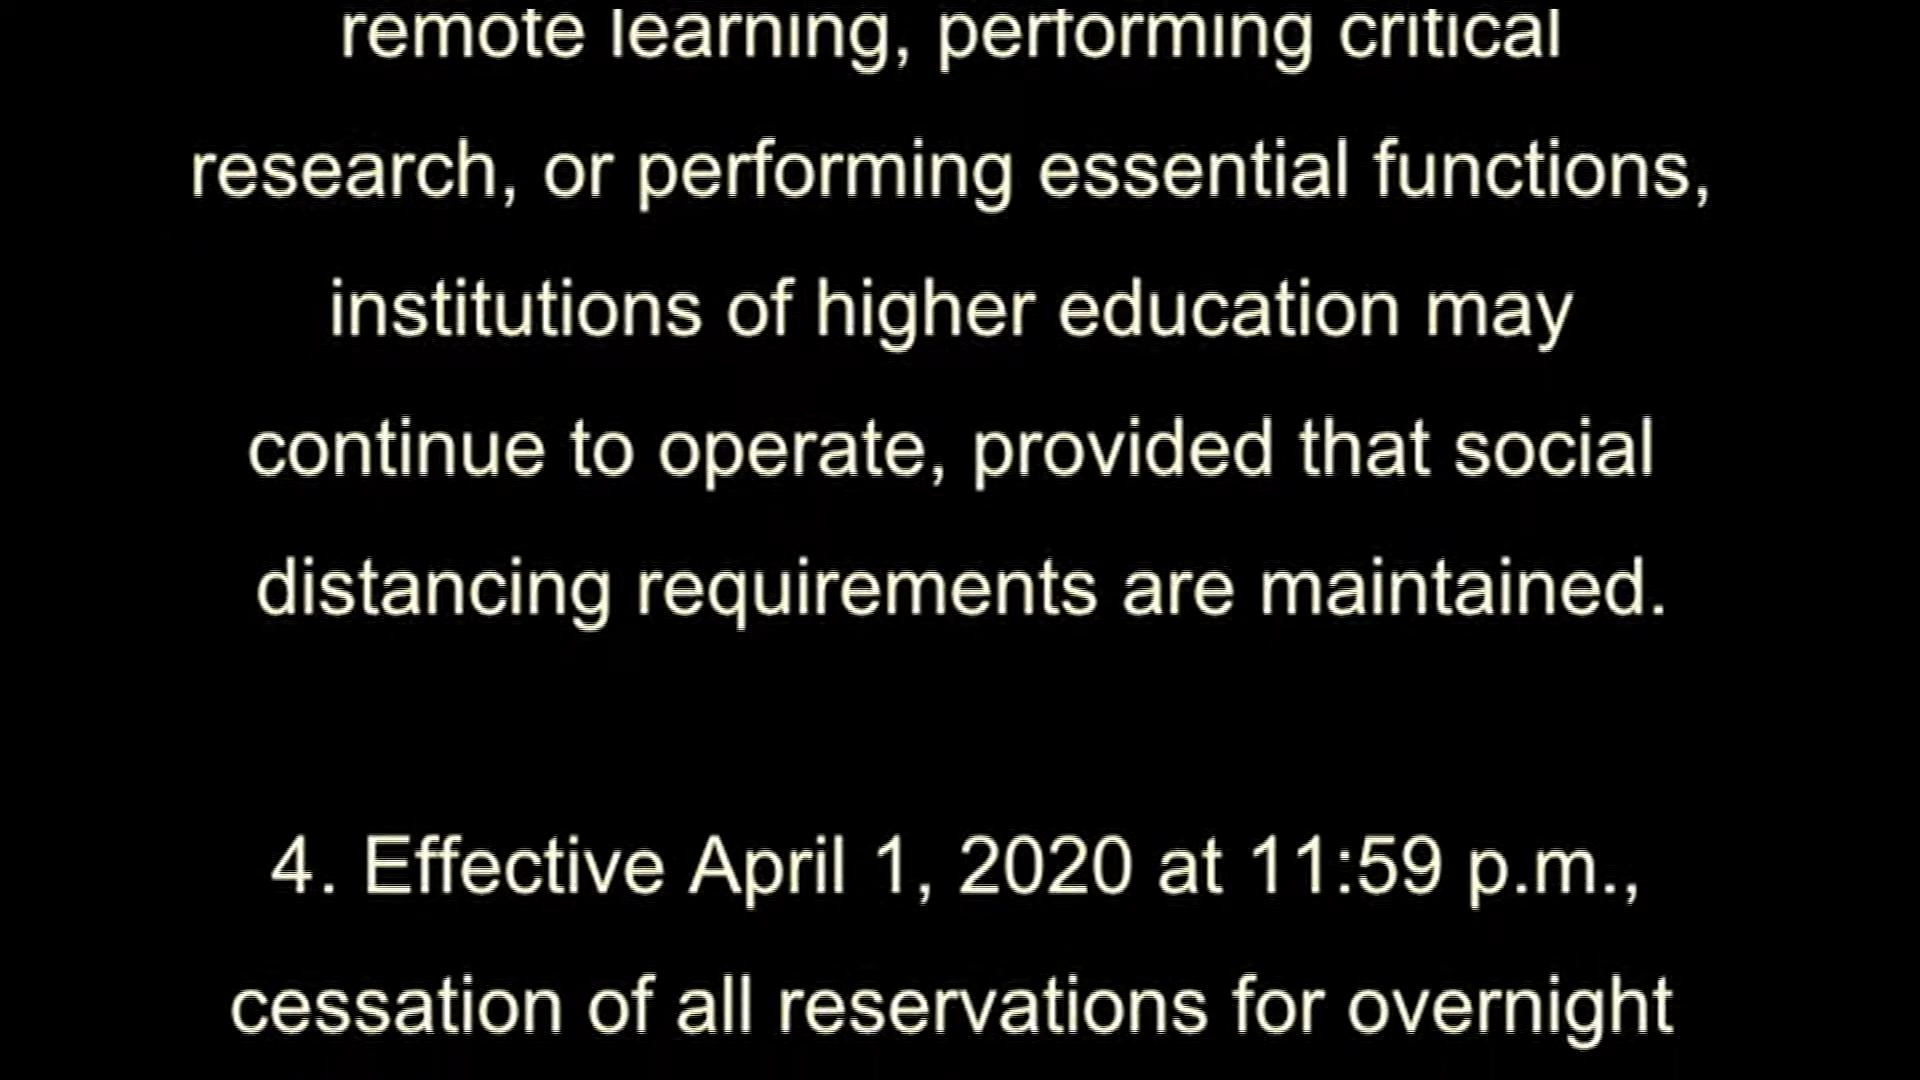 remote learning, performing critical
research, or performing essential functions,
institutions of higher education may
continue to operate, provided that social
distancing requirements are maintained.
4. Effective April 1, 2020 at 11:59 p.m.,
cessation of all reservations for overnight